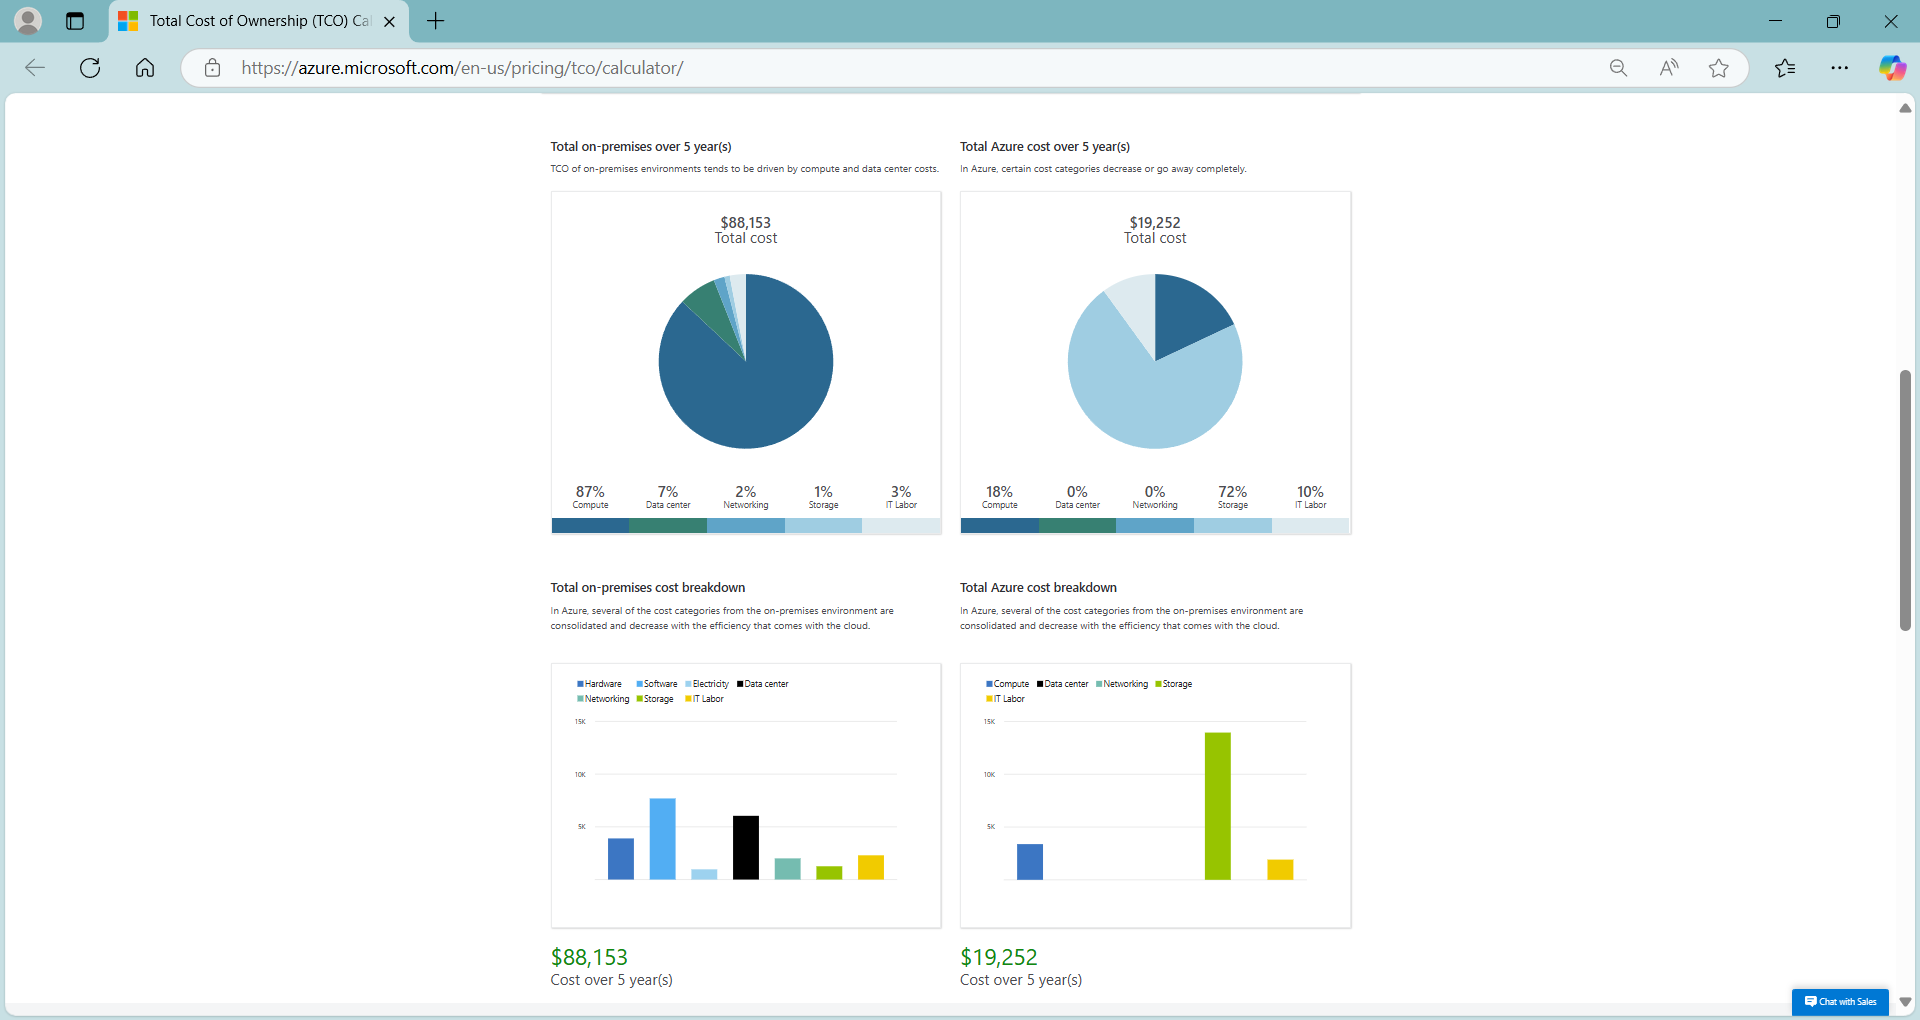 Total Cost of Ownership (TCO) Cal
https://azure.microsoft.com/en-us/pricing/tco/calculator/
Total on-premises over 5 year(s)
TCO of on-premises environments tends to be driven by compute and data center costs.
$88,153
Total cost
87% 7% 2% 1% 3%
Compute Data center Networking Storage IT Labor
Total Azure cost over 5 year(s)
In Azure, certain cost categories decrease or go away completely.
$19,252
Total cost
18% 0% 0% 72% 10%
Compute Data center Networking Storage IT Labor
Total on-premises cost breakdown
In Azure, several of the cost categories from the on-premises environment are
consolidated and decrease with the efficiency that comes with the cloud.
Hardware Software Electricity Data center
Networking Storage IT Labor
15K
10K
5K
$88,153
Cost over 5 year(s)
Total Azure cost breakdown
In Azure, several of the cost categories from the on-premises environment are
consolidated and decrease with the efficiency that comes with the cloud.
Compute Data center Networking Storage
IT Labor
15K
10K
5K
$19,252
Cost over 5 year(s)
Chat with Sales